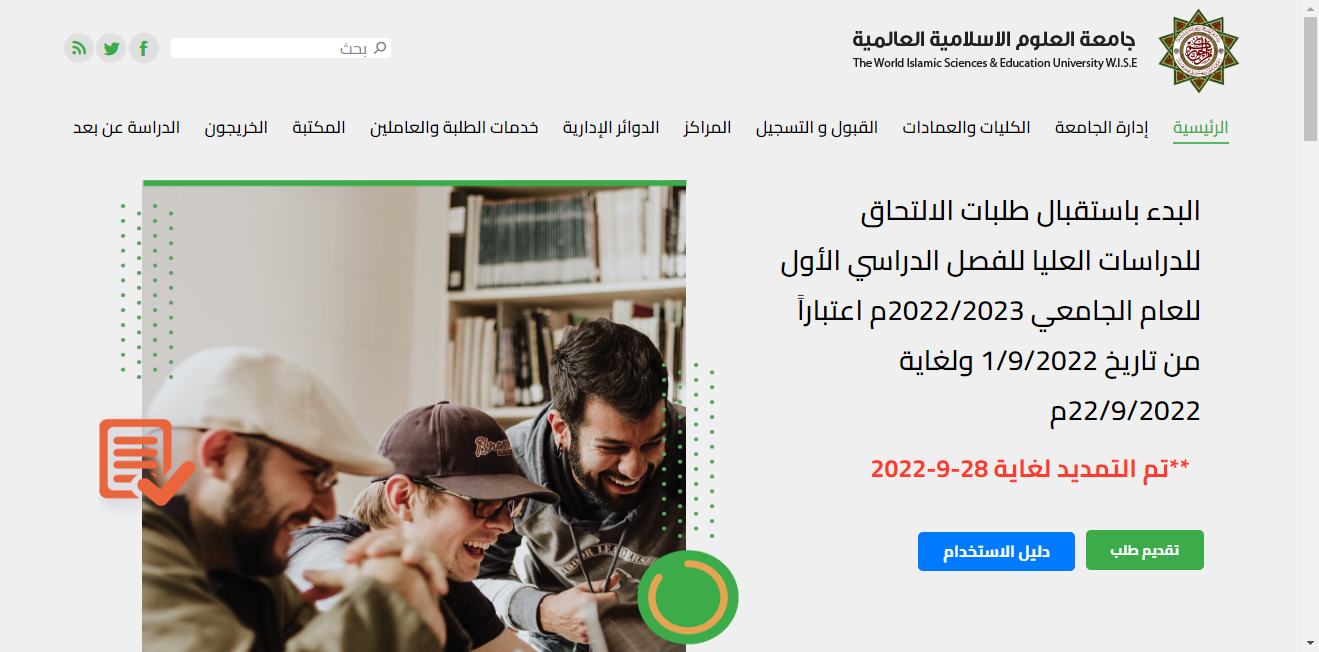 جامعة العلوم الاسلامية العالمية
The World Islamic Sciences & Education University W.I.S.E
بحث
الرئيسية
إدارة الجامعة
الكليات والعمادات
القبول و التسجيل
المراكز
الدوائر الإدارية
خدمات الطلبة والعاملين
المكتبة
الخريجون
الدراسة عن بعد
البدء باستقبال طلبات الالتحاق
للدراسات العليا للفصل الدراسي الأول
للعام الجامعي 2022/2023م اعتباراً
من تاريخ 1/9/2022 ولغاية
22/9/2022م
**تم التمديد لغاية 28-9-2022
تقديم طلب
دليل الاستخدام